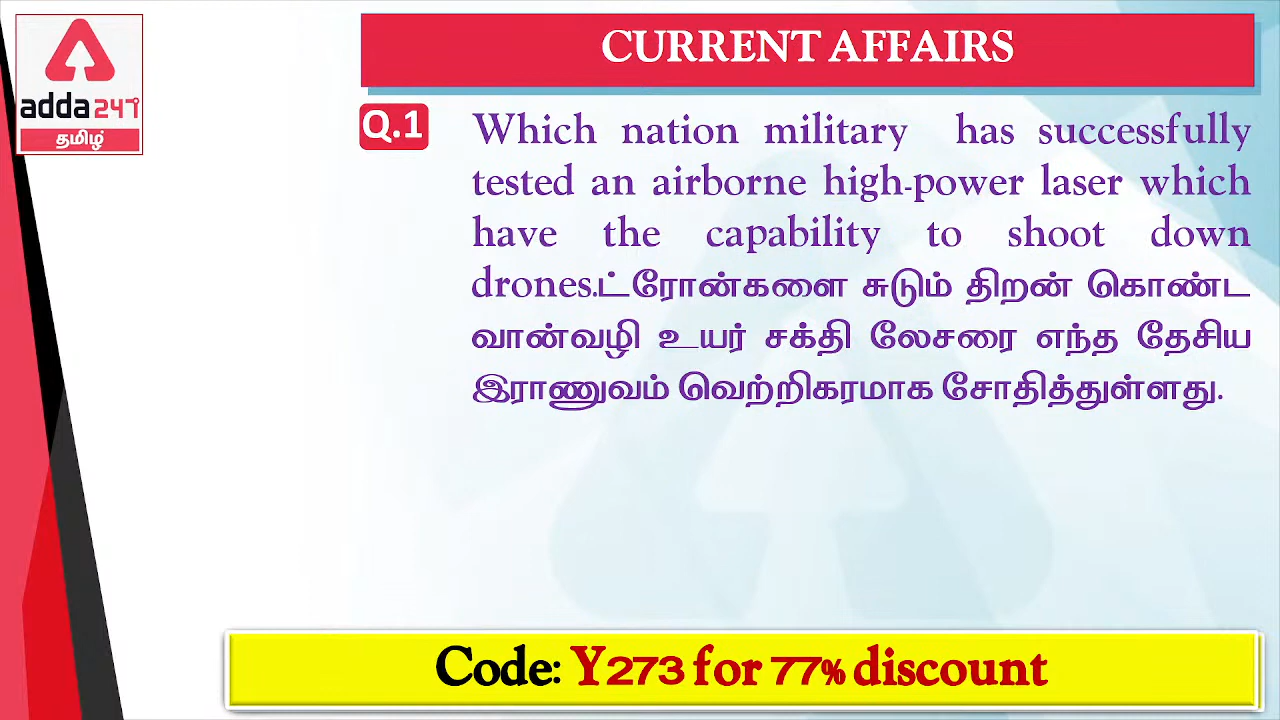 adda247
தமிழ்
CURRENT AFFAIRS
Q.1
Which nation military has successfully
tested an airborne high-power laser which
have the capability to shoot down
drones.ட்ரோன்களை சுடும் திறன் கொண்ட
வான்வழி உயர் சக்தி லேசரை எந்த தேசிய
இராணுவம் வெற்றிகரமாக சோதித்துள்ளது.
Code: Y273 for 77% discount